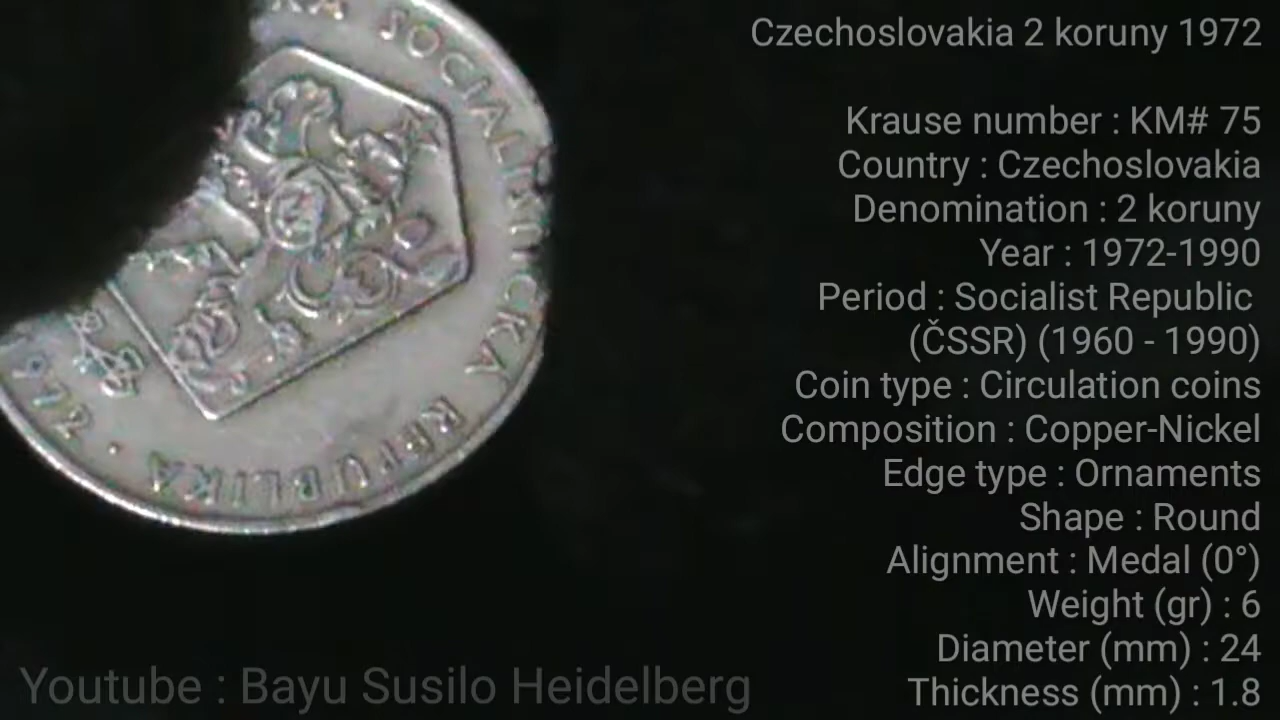 Czechoslovakia 2 koruny 1972
Krause number : KM# 75
Country : Czechoslovakia
Denomination : 2 koruny
Year : 1972-1990
Period : Socialist Republic
(ČSSR) (1960 - 1990)
Coin type : Circulation coins
Composition : Copper-Nickel
Edge type : Ornaments
Shape : Round
Alignment : Medal (0°)
Weight (gr) : 6
Diameter (mm) : 24
Thickness (mm) : 1.8
SOCIALISTICKÁ REPUBLIKA
Youtube : Bayu Susilo Heidelberg